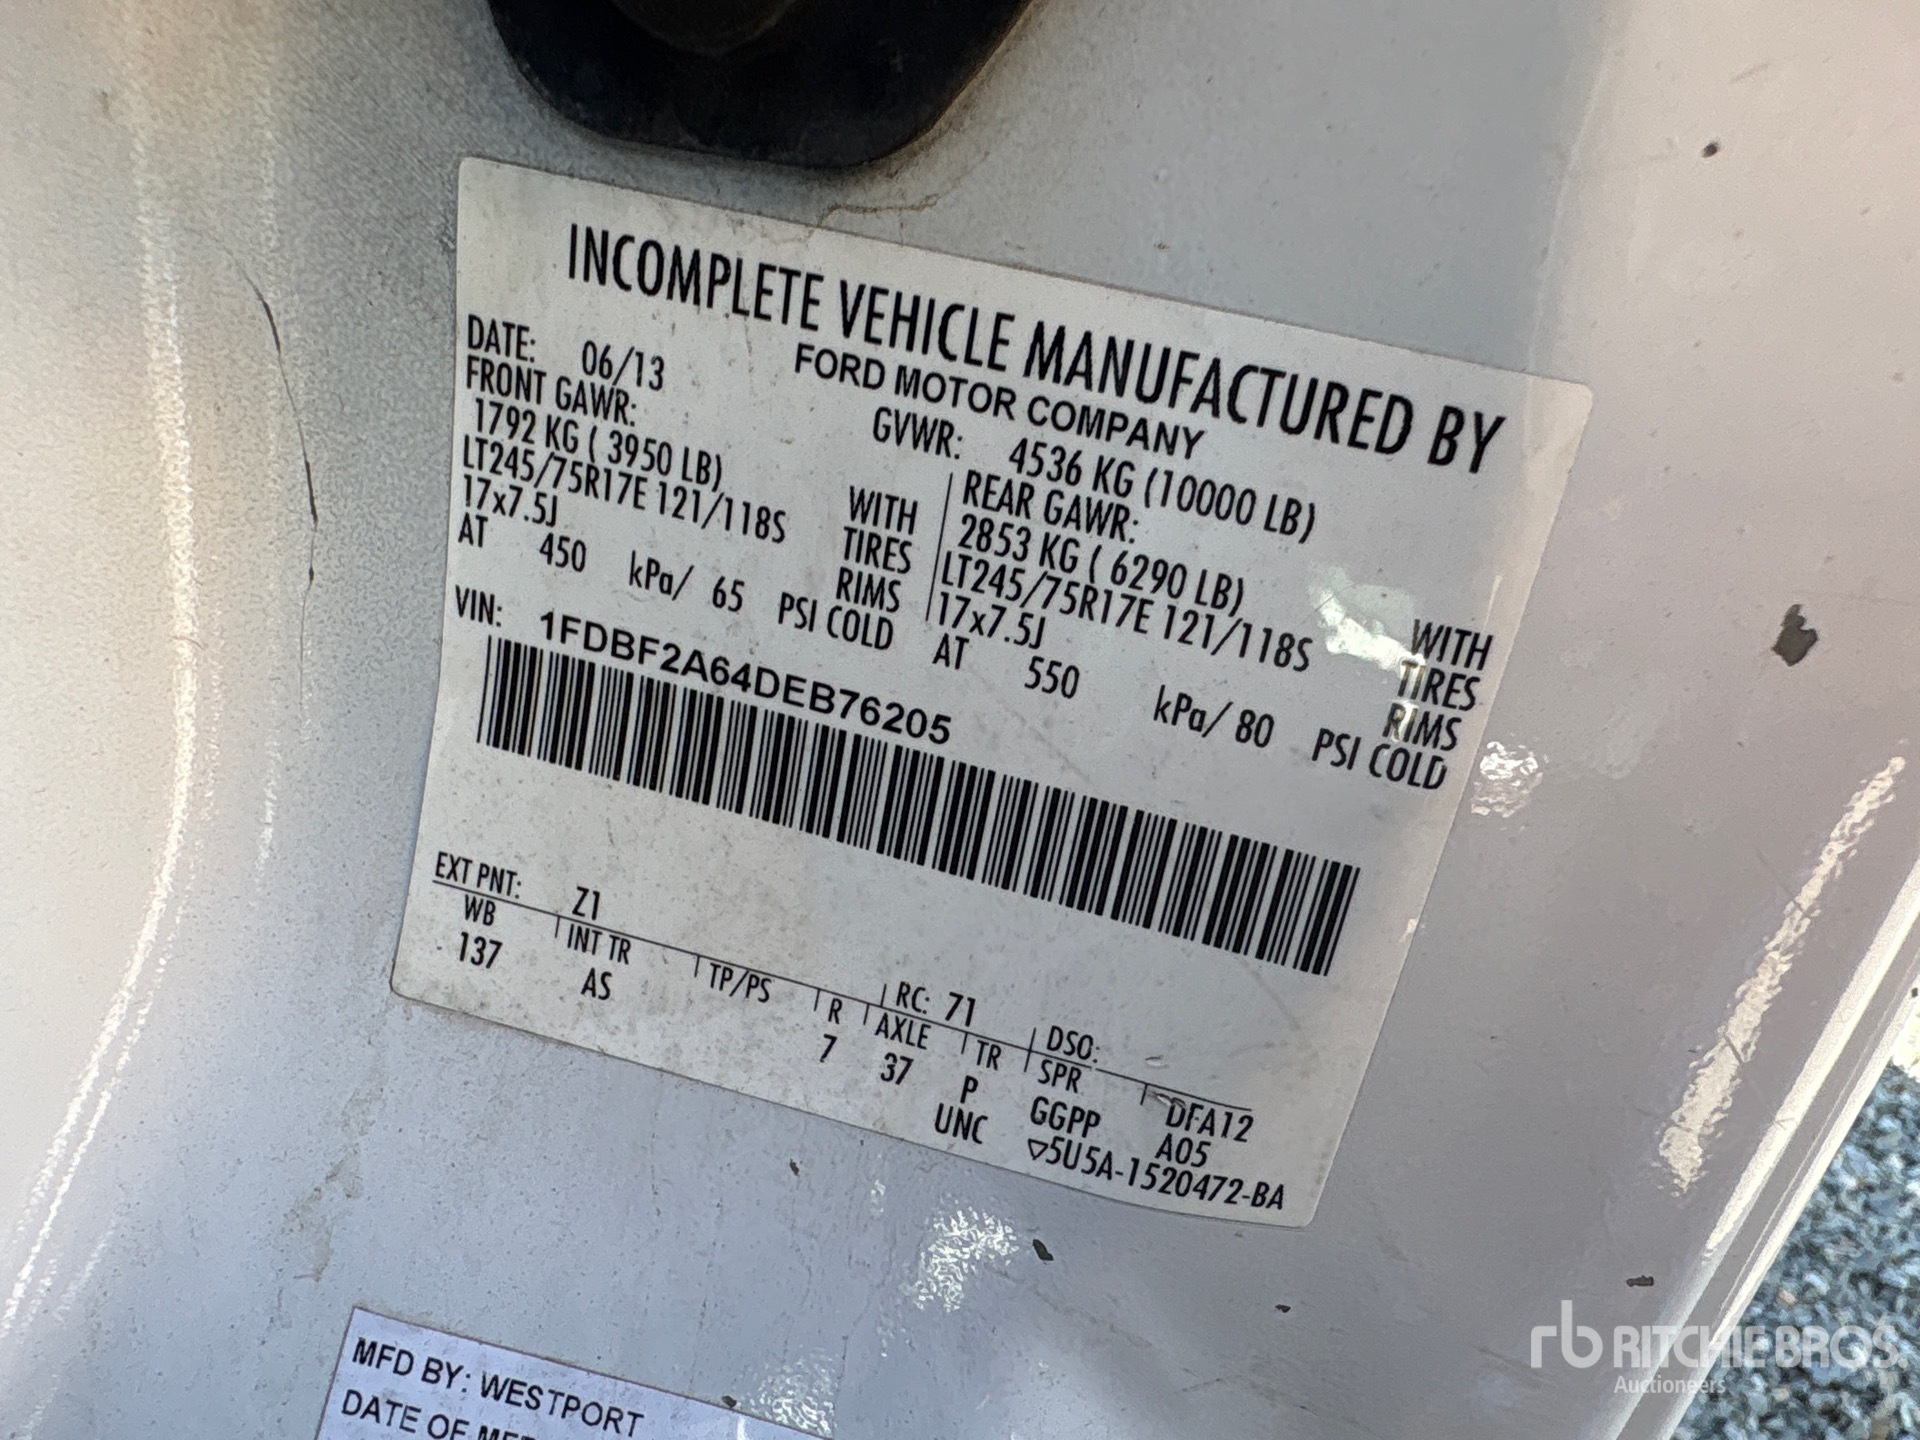 INCOMPLETE VEHICLE MANUFACTURED BY
FORD MOTOR COMPANY
DATE: 06/13
GVWR: 4536 KG (10000 LB)
FRONT GAWR:
1792 KG ( 3950 LB)
LT245/75R17E 121/118S
17x7.5J
WITH
TIRES
RIMS
AT 450 kPa/ 65 PSI COLD
REAR GAWR:
2853 KG ( 6290 LB)
LT245/75R17E 121/118S
17x7.5J
WITH
TIRES
RIMS
AT 550 kPa/ 80 PSI COLD
VIN: 1FDBF2A64DEB76205
EXT PNT: Z1 RC: 71 DSO:
WB INT TR TP/PS R AXLE TR SPR DFA12
137 AS 7 37 P GGPP A05
UNC ▽5U5A-1520472-BA
MFD BY: WESTPORT
DATE OF
rb RITCHIE BROS.
Auctioneers